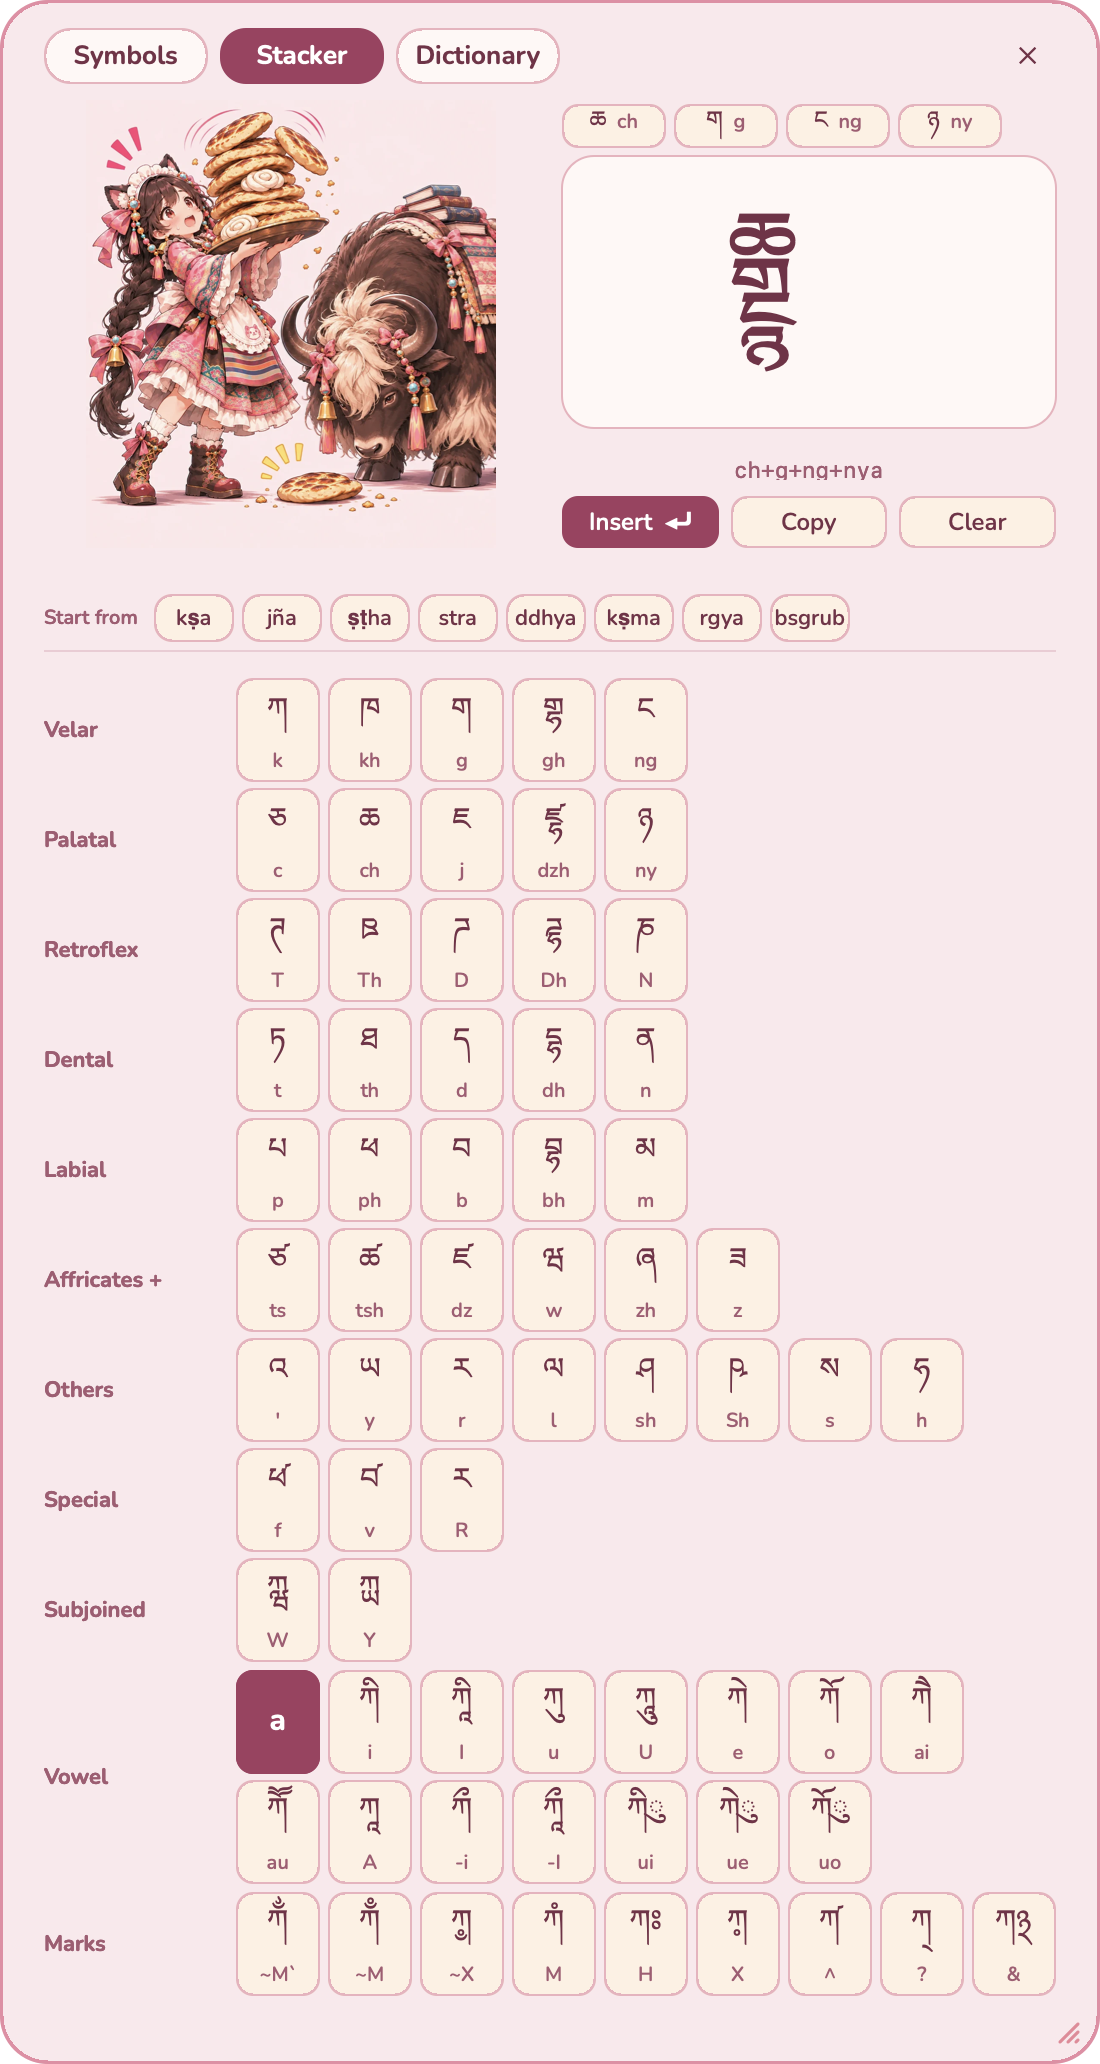 Symbols Stacker Dictionary ×
ཆ ch ག g ང ng ཉ ny
ཆྒྔྙ
ch+g+ng+nya
Insert Copy Clear
Start from kṣa jña ṣṭha stra ddhya kṣma rgya bsgrub
Velar
ཀ ཁ ག གྷ ང
k kh g gh ng
Palatal
ཅ ཆ ཇ ཛྷ ཉ
c ch j dzh ny
Retroflex
ཊ ཋ ཌ ཌྷ ཎ
T Th D Dh N
Dental
ཏ ཐ ད དྷ ན
t th d dh n
Labial
པ ཕ བ བྷ མ
p ph b bh m
Affricates +
ཙ ཚ ཛ ཝ ཞ ཟ
ts tsh dz w zh z
Others
འ ཡ ར ལ ཤ ཥ ས ཧ
' y r l sh Sh s h
Special
ཕ༹ བ༹ ཪ
f v R
Subjoined
ཀྺ ཀྻ
W Y
Vowel
a ཀི ཀཱི ཀུ ཀཱུ ཀེ ཀོ ཀཻ
i I u U e o ai
ཀཽ ཀཱ ཀྀ ཀཱྀ ཀིུ ཀེུ ཀོུ
au A -i -I ui ue uo
Marks
ཀྂ ཀྃ ཀ༷ ཀཾ ཀཿ ཀ༵ ཀ༹ ཀ྄ ཀ྅
~M` ~M ~X M H X ^ ? &